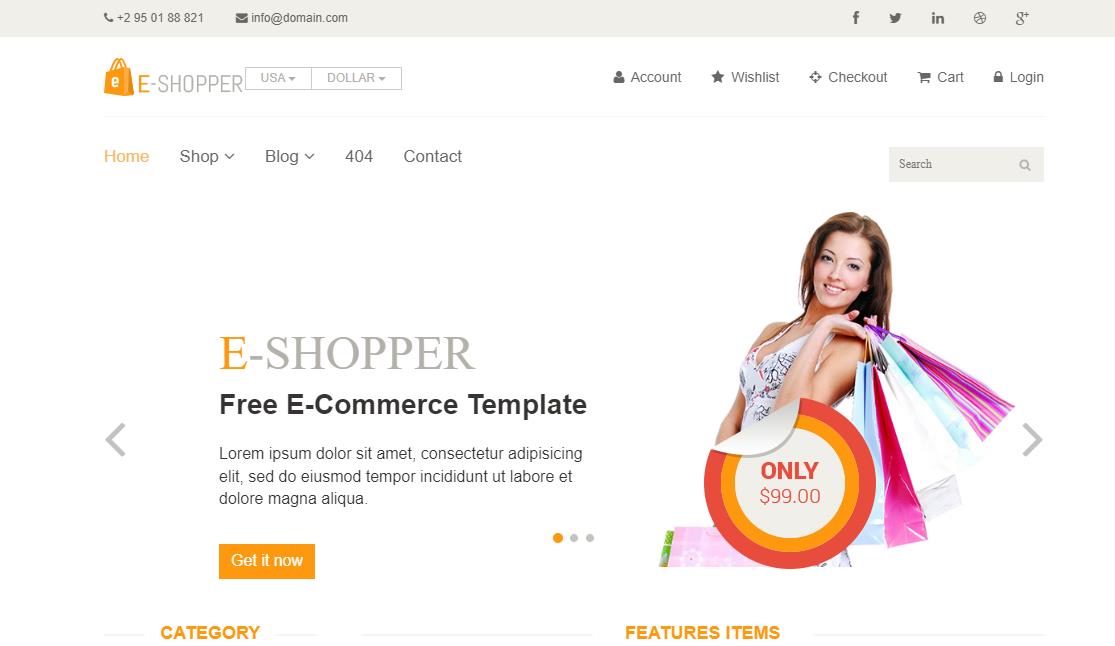 +2 95 01 88 821 info@domain.com
E-SHOPPER USA DOLLAR Account Wishlist Checkout Cart Login
Home Shop Blog 404 Contact
Search
E-SHOPPER
Free E-Commerce Template
Lorem ipsum dolor sit amet, consectetur adipisicing
elit, sed do eiusmod tempor incididunt ut labore et
dolore magna aliqua.
Get it now
ONLY
$99.00
CATEGORY FEATURES ITEMS